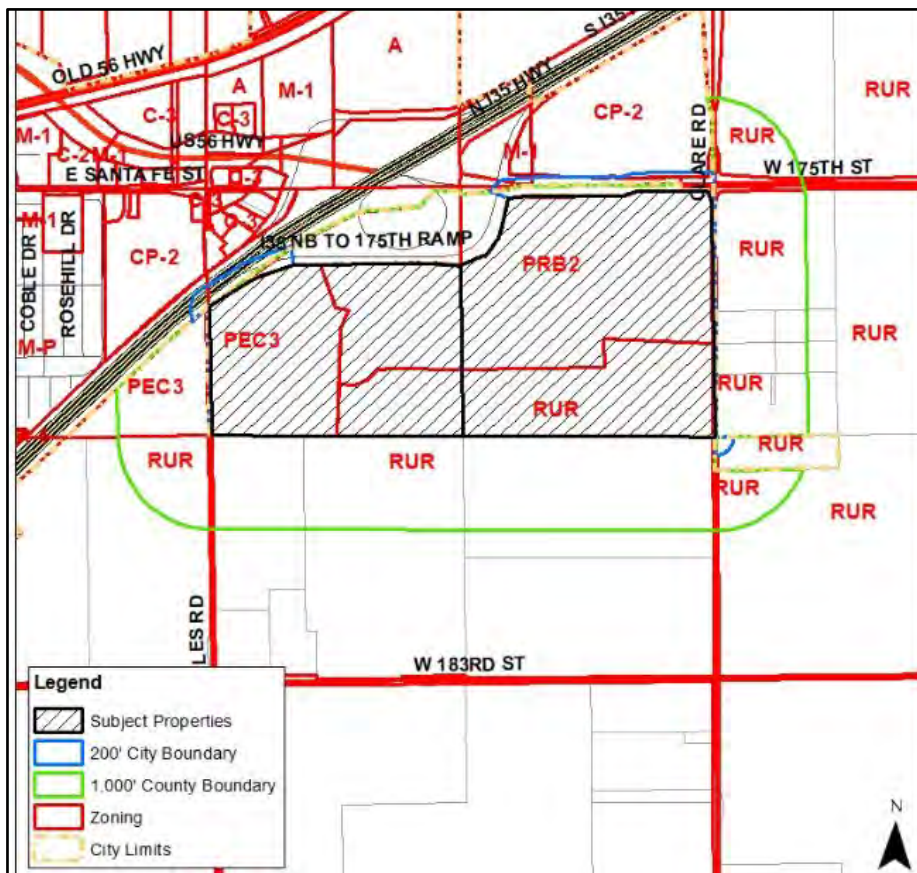 S I35
A
OLD 56 HWY
A
M-1
RUR
N I35 HWY
C-3
C-3
CP-2
M-1
US56 HWY
RUR
C-2
M-1
W 175TH ST
E SANTA FE ST
CLARE RD
M-1
I35 NB TO 175TH RAMP
RUR
COBLE DR
ROSEHILL DR
CP-2
PRB2
RUR
PEC3
M-P
PEC3
RUR
RUR
RUR
RUR
RUR
RUR
RUR
LES RD
W 183RD ST
Legend
Subject Properties
200' City Boundary
1,000' County Boundary
Zoning
City Limits
N